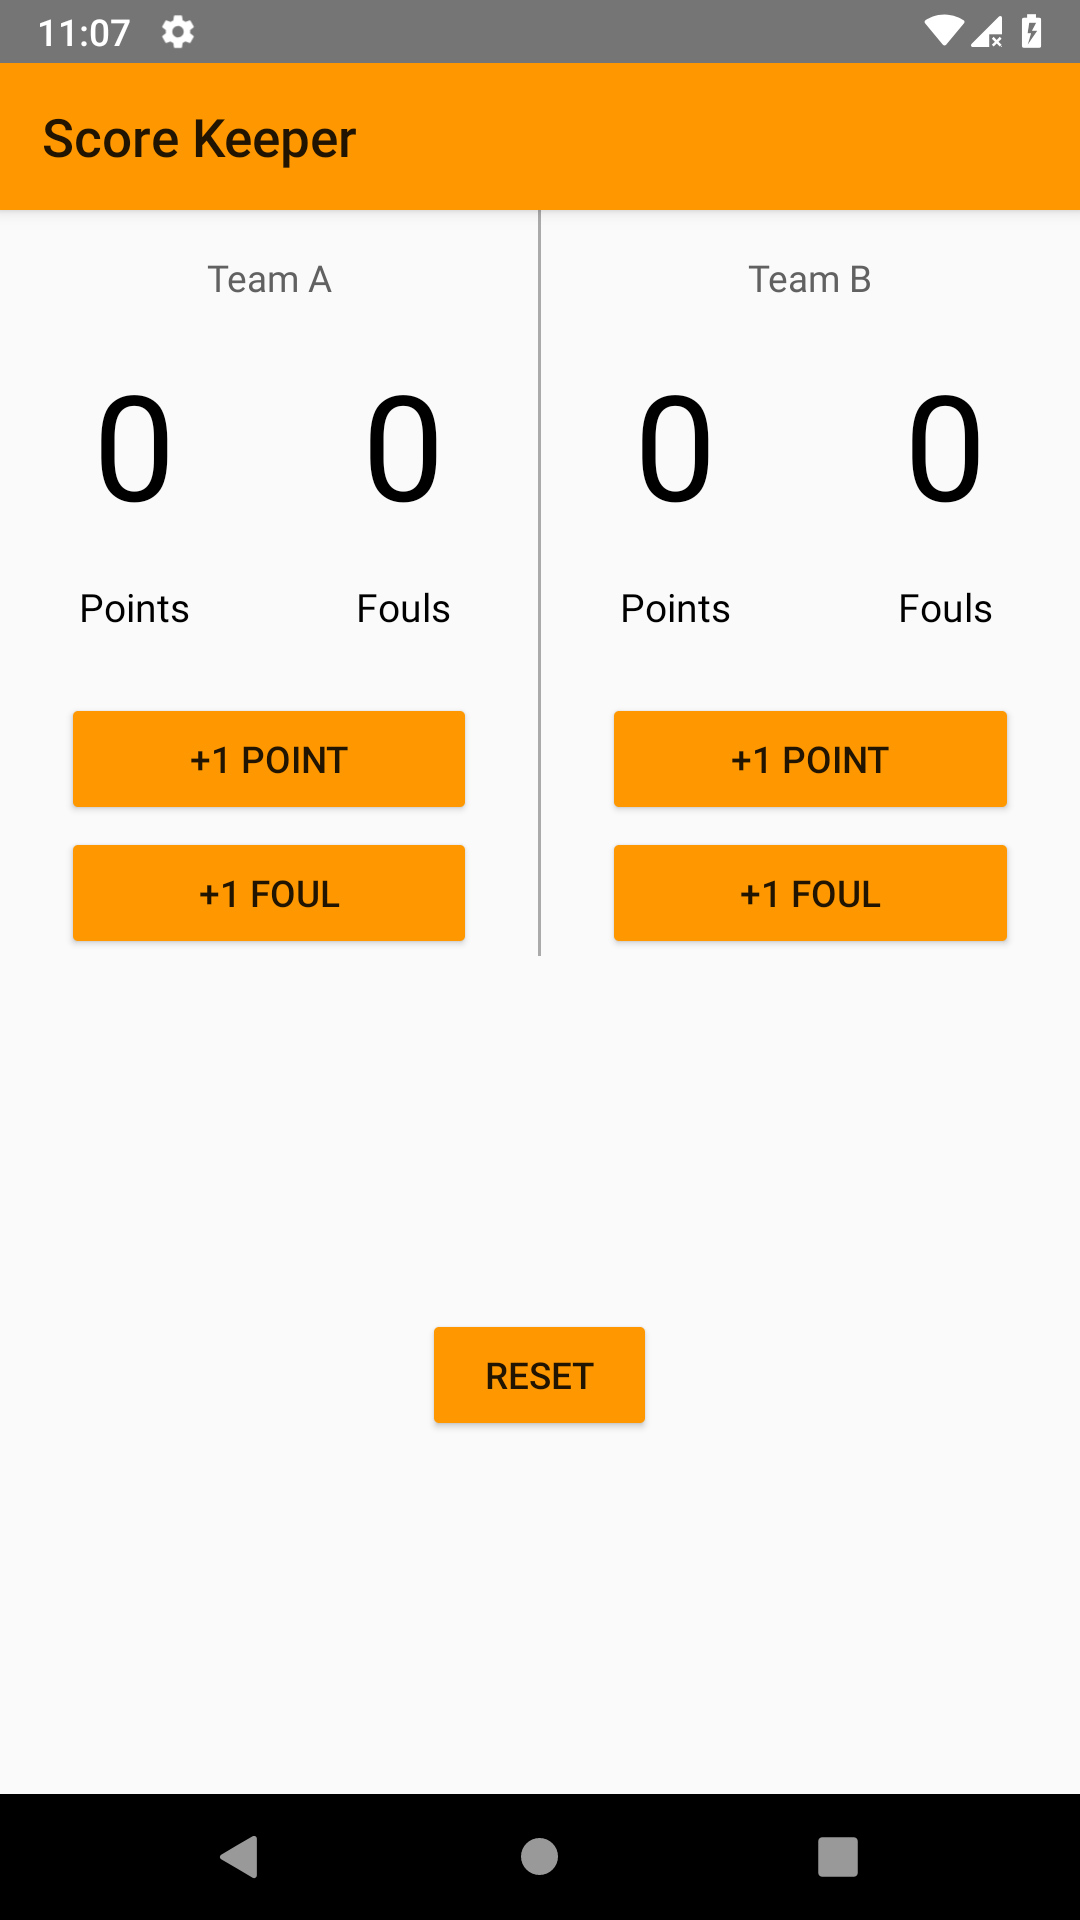 11:07
Score Keeper
Team A
Team B
0 0
0 0
Points Fouls
Points Fouls
+1 POINT
+1 POINT
+1 FOUL
+1 FOUL
RESET